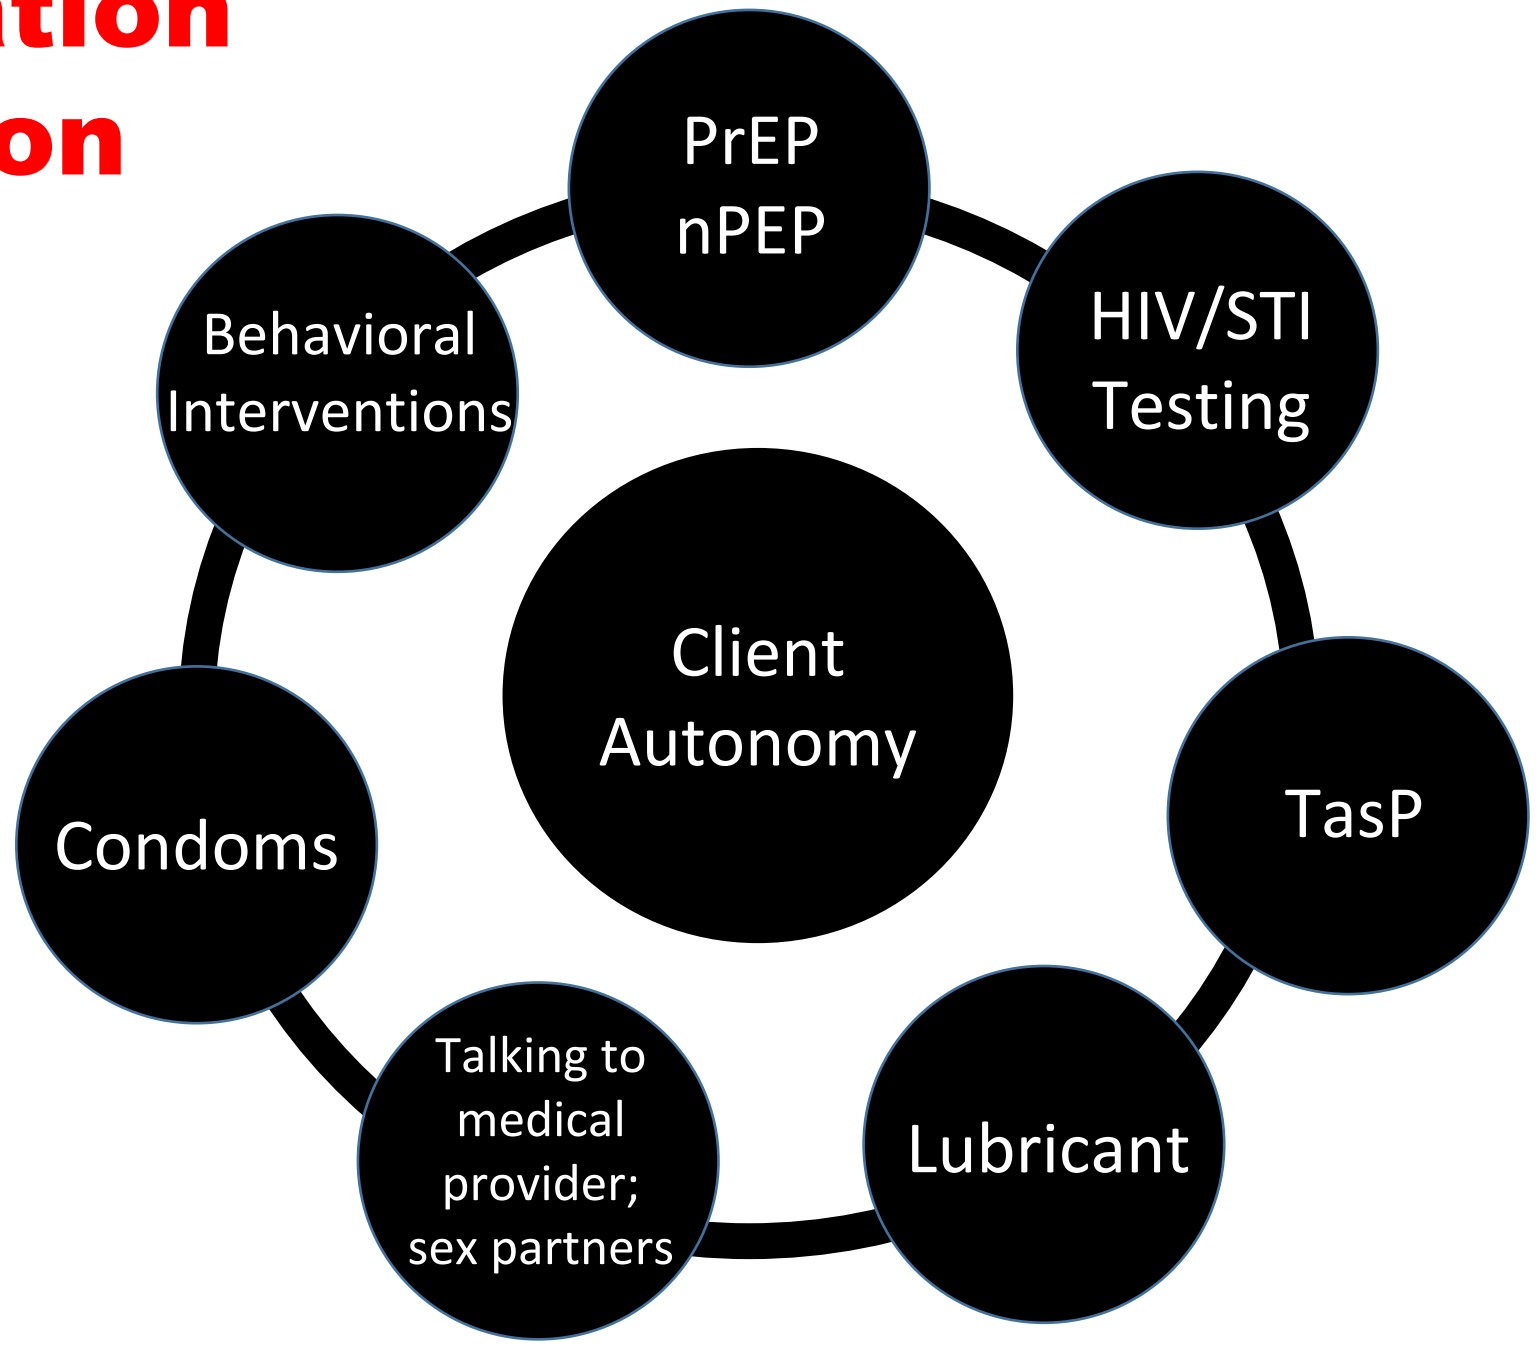 PrEP
nPEP
HIV/STI
Testing
TasP
Lubricant
Talking to
medical
provider;
sex partners
Condoms
Behavioral
Interventions
Client
Autonomy